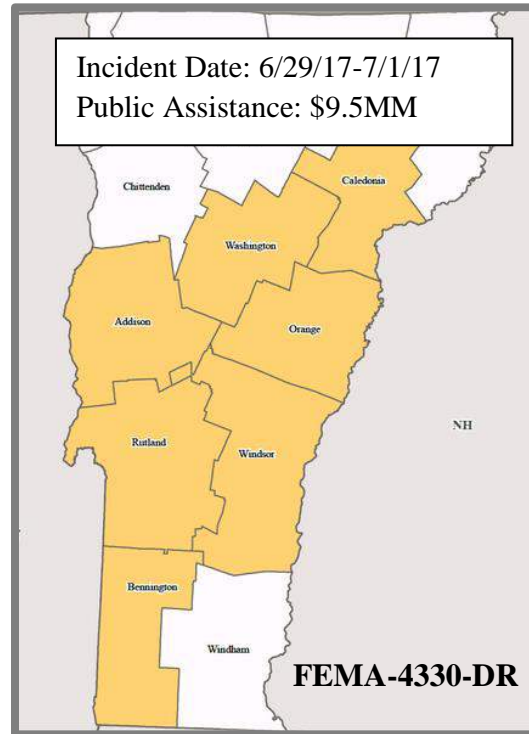 Incident Date: 6/29/17-7/1/17
Public Assistance: $9.5MM
Chittenden
Caledonia
Washington
Addison
Orange
Rutland
Windsor
NH
Bennington
Windham
FEMA-4330-DR